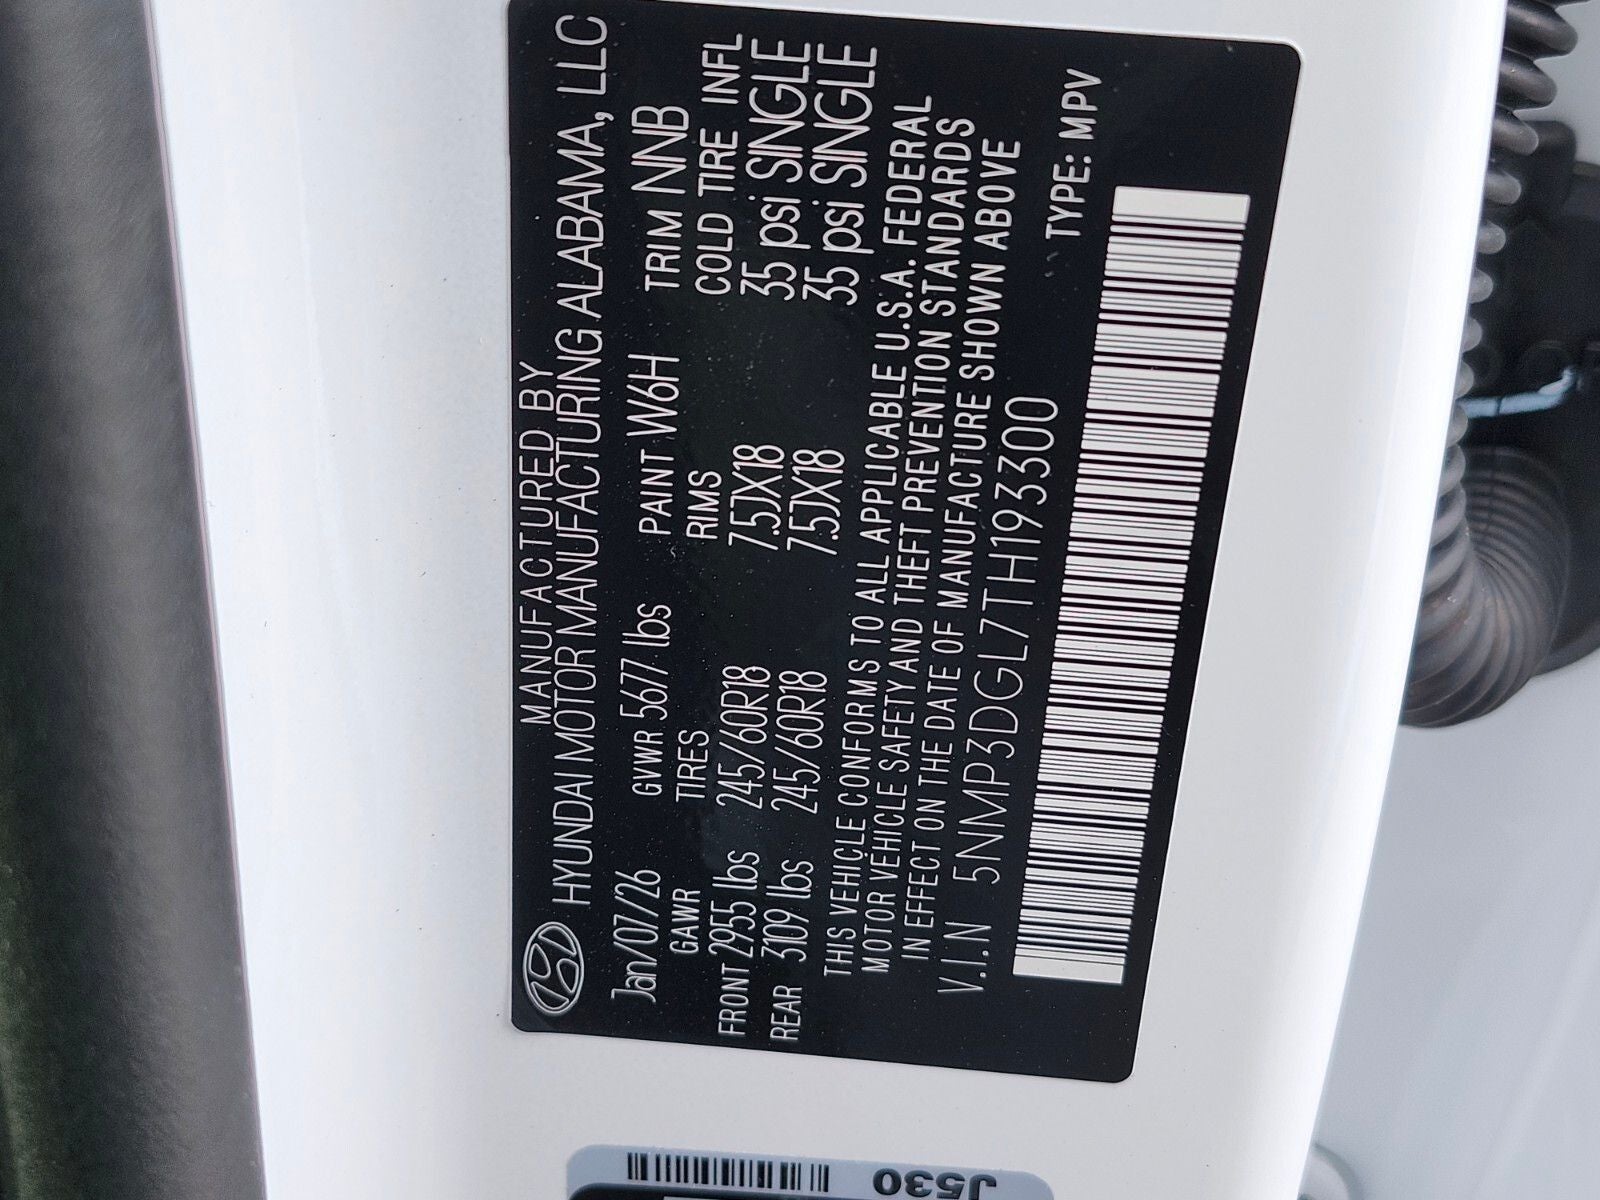 MANUFACTURED BY
HYUNDAI MOTOR MANUFACTURING ALABAMA, LLC
Jan/07/26 GVWR 5677 lbs PAINT W6H TRIM NNB
GAWR TIRES RIMS COLD TIRE INFL
FRONT 2955 lbs 245/60R18 7.5JX18 35 psi SINGLE
REAR 3109 lbs 245/60R18 7.5JX18 35 psi SINGLE
THIS VEHICLE CONFORMS TO ALL APPLICABLE U.S.A. FEDERAL
MOTOR VEHICLE SAFETY AND THEFT PREVENTION STANDARDS
IN EFFECT ON THE DATE OF MANUFACTURE SHOWN ABOVE
V.I.N 5NMP3DGL7TH193300 TYPE: MPV
J530